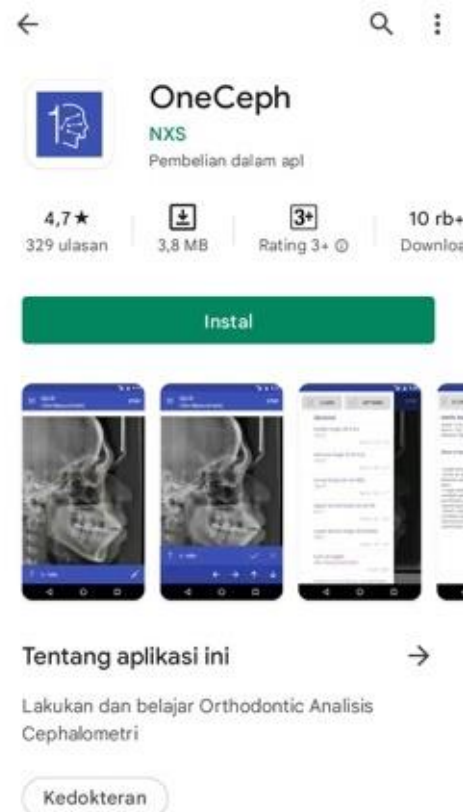 OneCeph
NXS
Pembelian dalam apl
4,7★
329 ulasan
3,8 MB
3+
Rating 3+
10 rb+
Downloa
Instal
Tentang aplikasi ini
Lakukan dan belajar Orthodontic Analisis
Cephalometri
Kedokteran